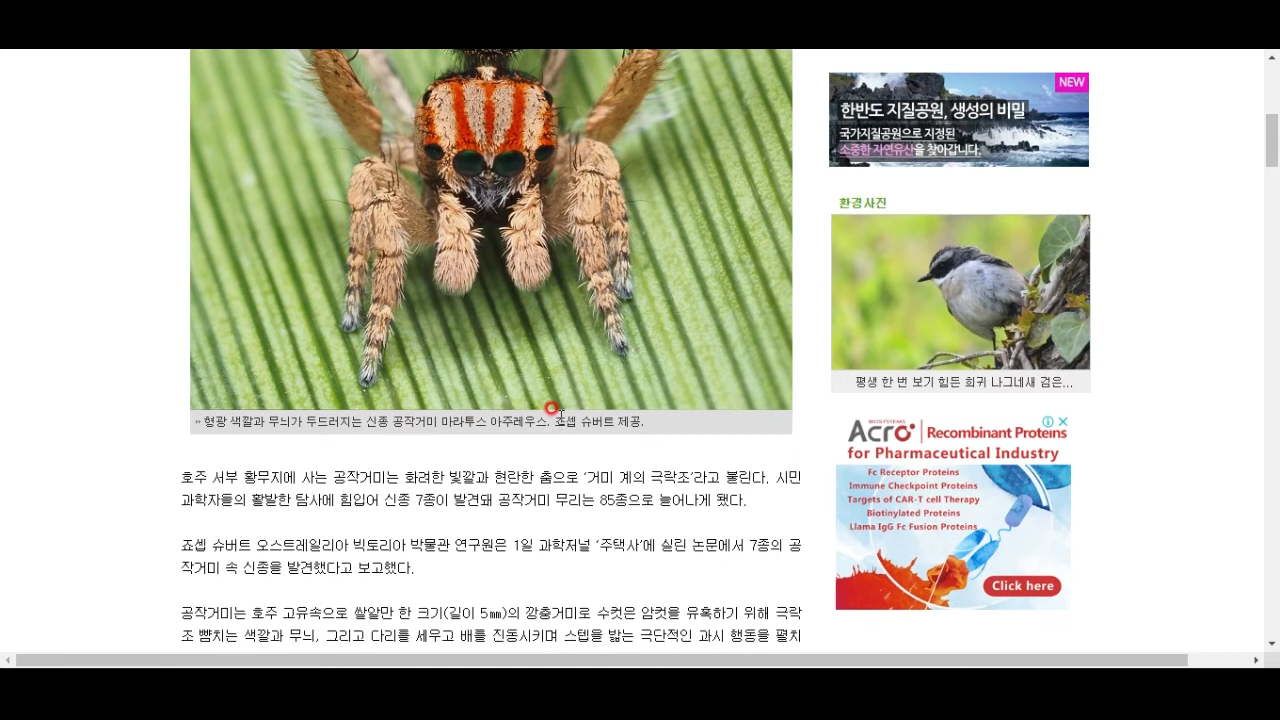 » 형광 색깔과 무늬가 두드러지는 신종 공작거미 마라투스 아주레우스. 죠셉 슈버트 제공.
호주 서부 황무지에 사는 공작거미는 화려한 빛깔과 현란한 춤으로 ‘거미 계의 극락조’라고 불린다. 시민
과학자들의 활발한 탐사에 힘입어 신종 7종이 발견돼 공작거미 무리는 85종으로 늘어나게 됐다.
죠셉 슈버트 오스트레일리아 빅토리아 박물관 연구원은 1일 과학저널 ‘주택사’에 실린 논문에서 7종의 공
작거미 속 신종을 발견했다고 보고했다.
공작거미는 호주 고유속으로 쌀알만 한 크기(길이 5㎜)의 깡충거미로 수컷은 암컷을 유혹하기 위해 극락
조 뺨치는 색깔과 무늬, 그리고 다리를 세우고 배를 진동시키며 스텝을 밟는 극단적인 과시 행동을 펼치
NEW
한반도 지질공원, 생성의 비밀
국가지질공원으로 지정된
소중한 자연유산을 찾아갑니다.
환경사진
평생 한 번 보기 힘든 희귀 나그네새 검은...
ACRO BIOSYSTEMS
Recombinant Proteins
for Pharmaceutical Industry
Fc Receptor Proteins
Immune Checkpoint Proteins
Targets of CAR-T cell Therapy
Biotinylated Proteins
Llama IgG Fc Fusion Proteins
Click here